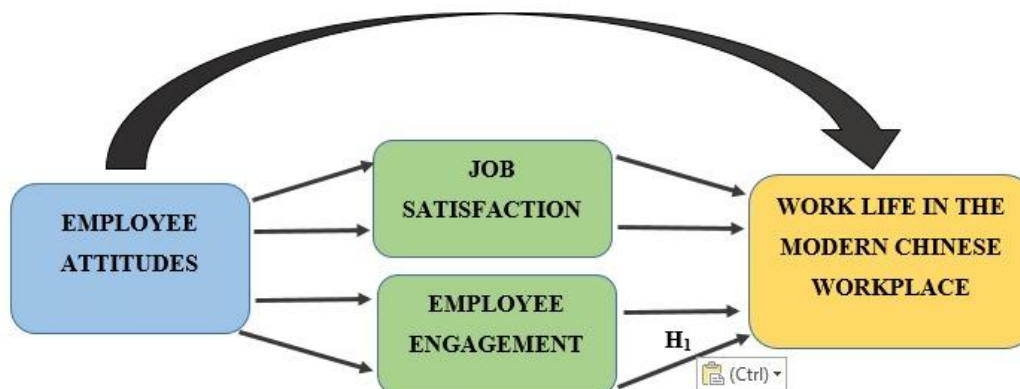 JOB
SATISFACTION
EMPLOYEE
ATTITUDES
WORK LIFE IN THE
MODERN CHINESE
WORKPLACE
EMPLOYEE
ENGAGEMENT
H₁
(Ctrl)